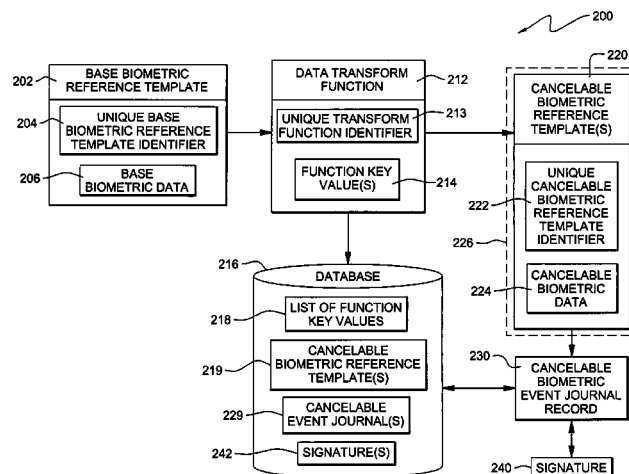 200
202
BASE BIOMETRIC
REFERENCE TEMPLATE
204
UNIQUE BASE
BIOMETRIC REFERENCE
TEMPLATE IDENTIFIER
206
BASE
BIOMETRIC DATA
DATA TRANSFORM
FUNCTION
212
UNIQUE TRANSFORM
FUNCTION IDENTIFIER
213
FUNCTION KEY
VALUE(S)
214
220
CANCELABLE
BIOMETRIC
REFERENCE
TEMPLATE(S)
222
UNIQUE
CANCELABLE
BIOMETRIC
REFERENCE
TEMPLATE
IDENTIFIER
226
224
CANCELABLE
BIOMETRIC
DATA
216
DATABASE
218
LIST OF FUNCTION
KEY VALUES
219
CANCELABLE
BIOMETRIC REFERENCE
TEMPLATE(S)
229
CANCELABLE
EVENT JOURNAL(S)
242
SIGNATURE(S)
230
CANCELABLE
BIOMETRIC
EVENT JOURNAL
RECORD
240
SIGNATURE